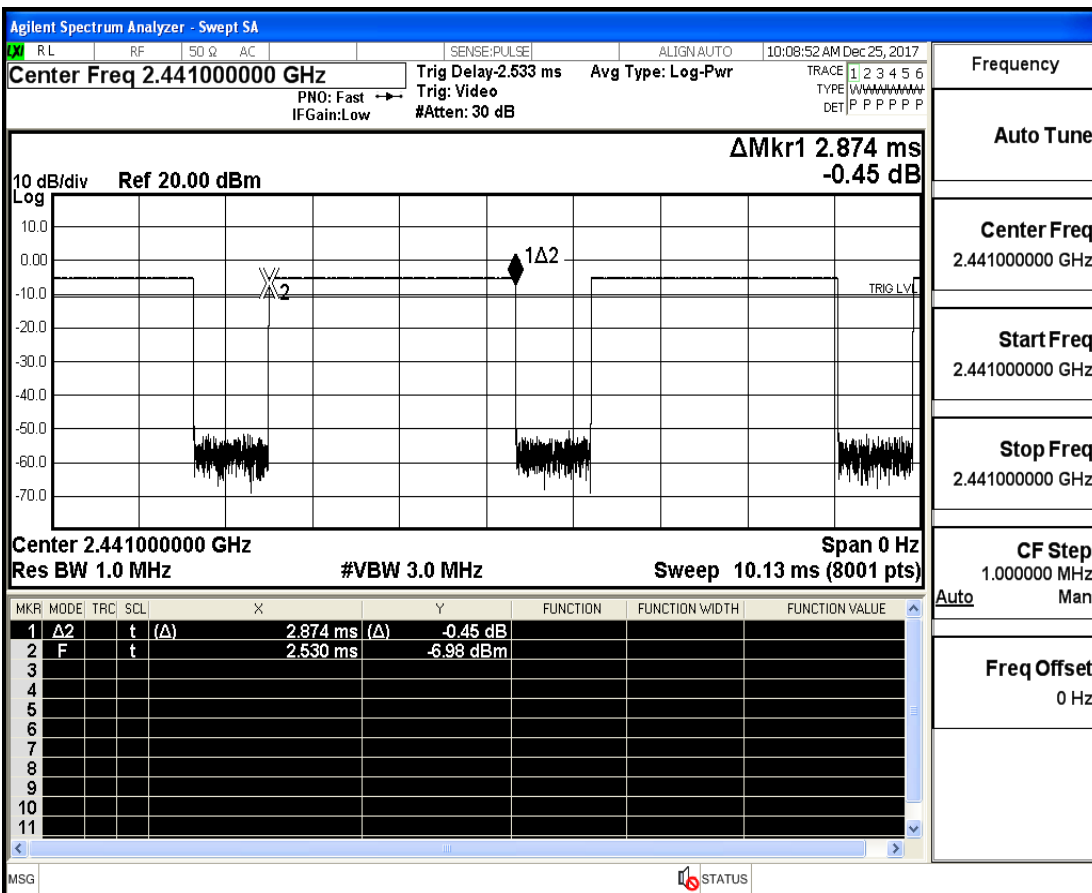 Agilent Spectrum Analyzer - Swept SA
LXI RL RF 50 Ω AC SENSE:PULSE ALIGN AUTO 10:08:52 AM Dec 25, 2017
Center Freq 2.441000000 GHz
PNO: Fast
IFGain:Low
Trig Delay-2.533 ms
Trig: Video
#Atten: 30 dB
Avg Type: Log-Pwr
TRACE 1 2 3 4 5 6
TYPE WWWWWW
DET P P P P P P
ΔMkr1 2.874 ms
-0.45 dB
10 dB/div Ref 20.00 dBm
Log
10.0
0.00
-10.0
-20.0
-30.0
-40.0
-50.0
-60.0
-70.0
1Δ2
2
TRIG LVL
Center 2.441000000 GHz Span 0 Hz
Res BW 1.0 MHz #VBW 3.0 MHz Sweep 10.13 ms (8001 pts)
MKR MODE TRC SCL X Y FUNCTION FUNCTION WIDTH FUNCTION VALUE
1 Δ2 t (Δ) 2.874 ms (Δ) -0.45 dB
2 F t 2.530 ms -6.98 dBm
3
4
5
6
7
8
9
10
11
MSG STATUS
Frequency
Auto Tune
Center Freq
2.441000000 GHz
Start Freq
2.441000000 GHz
Stop Freq
2.441000000 GHz
CF Step
1.000000 MHz
Auto Man
Freq Offset
0 Hz